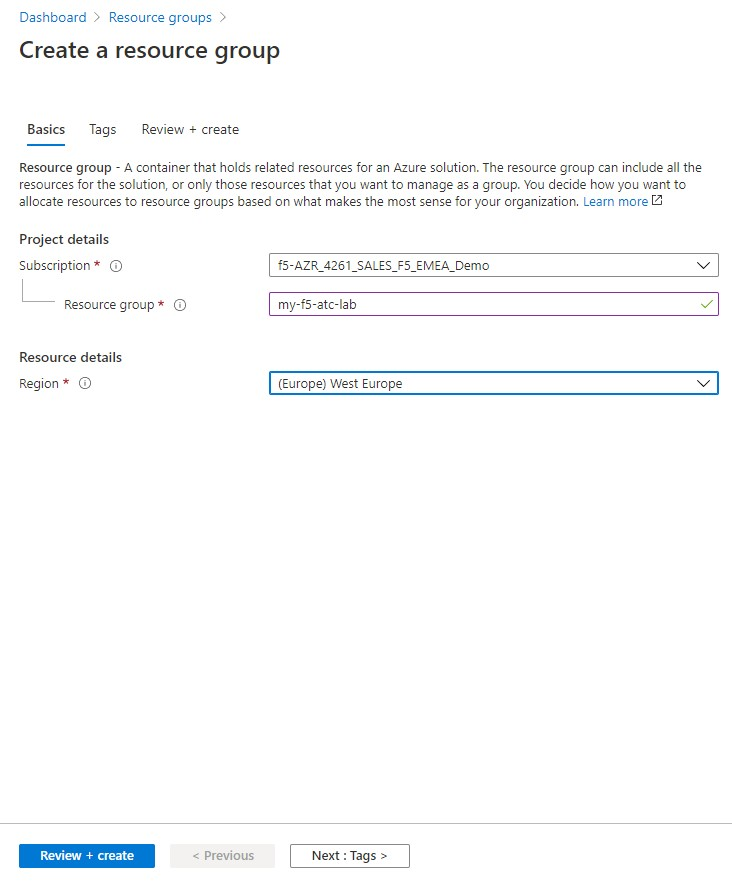 Dashboard > Resource groups >
Create a resource group
Basics Tags Review + create
Resource group - A container that holds related resources for an Azure solution. The resource group can include all the
resources for the solution, or only those resources that you want to manage as a group. You decide how you want to
allocate resources to resource groups based on what makes the most sense for your organization. Learn more
Project details
Subscription * f5-AZR_4261_SALES_F5_EMEA_Demo
Resource group * my-f5-atc-lab
Resource details
Region * (Europe) West Europe
Review + create < Previous Next : Tags >